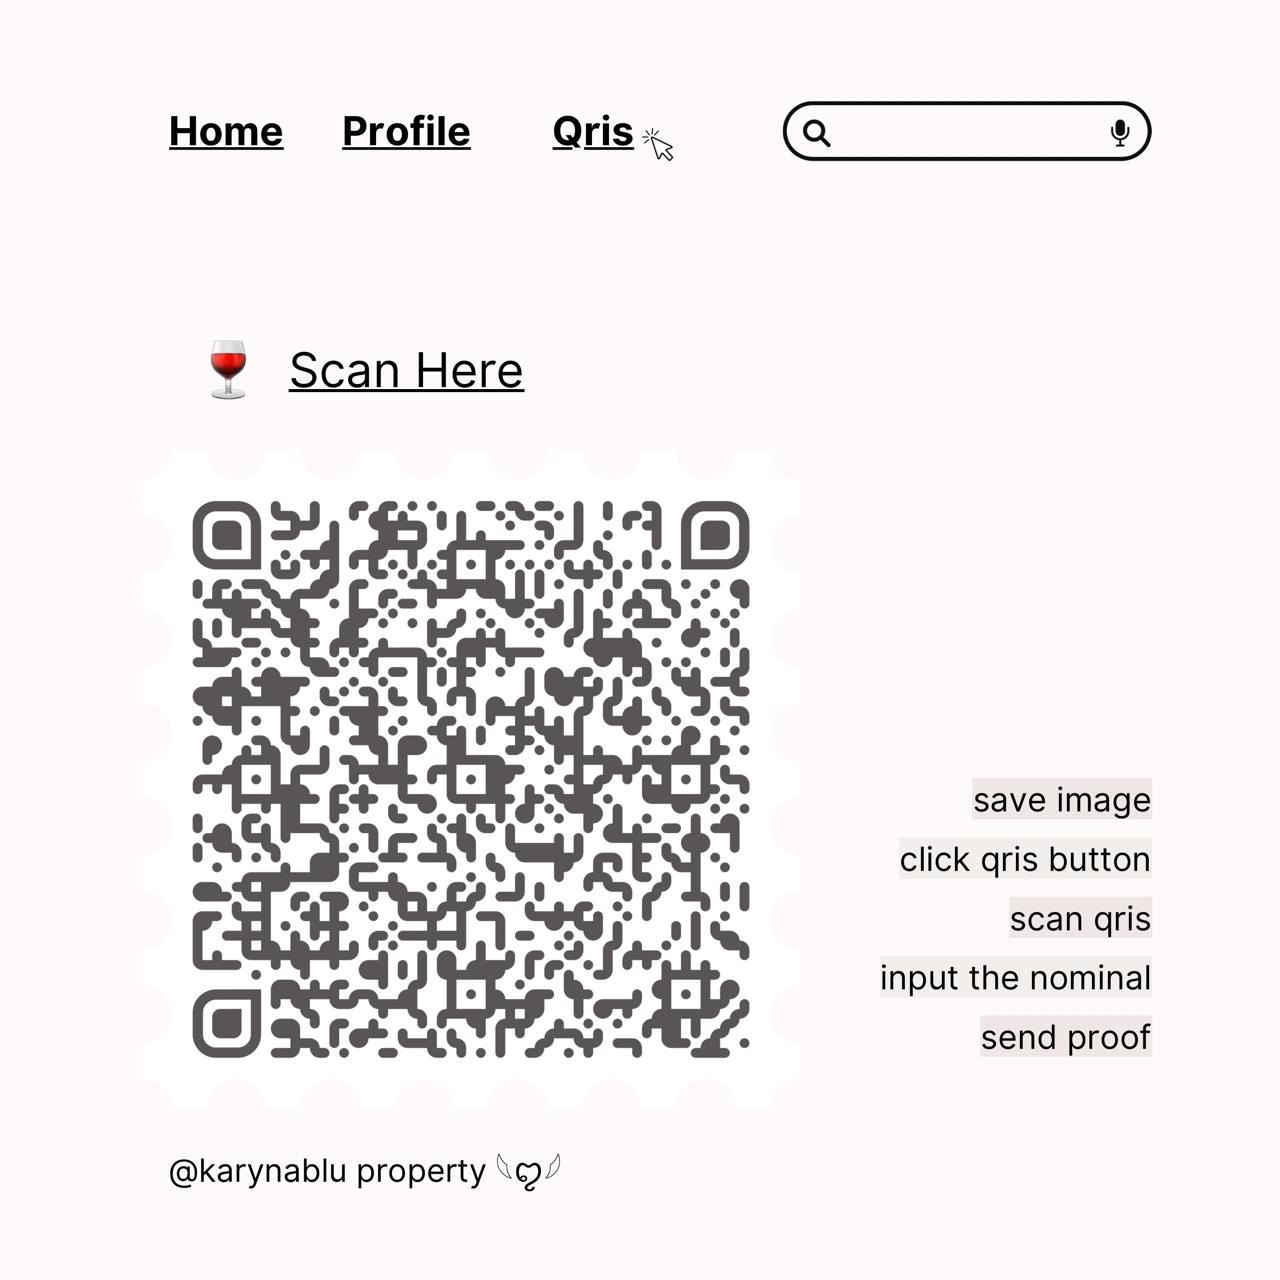 Home Profile Qris
Scan Here
save image
click qris button
scan qris
input the nominal
send proof
@karynablu property